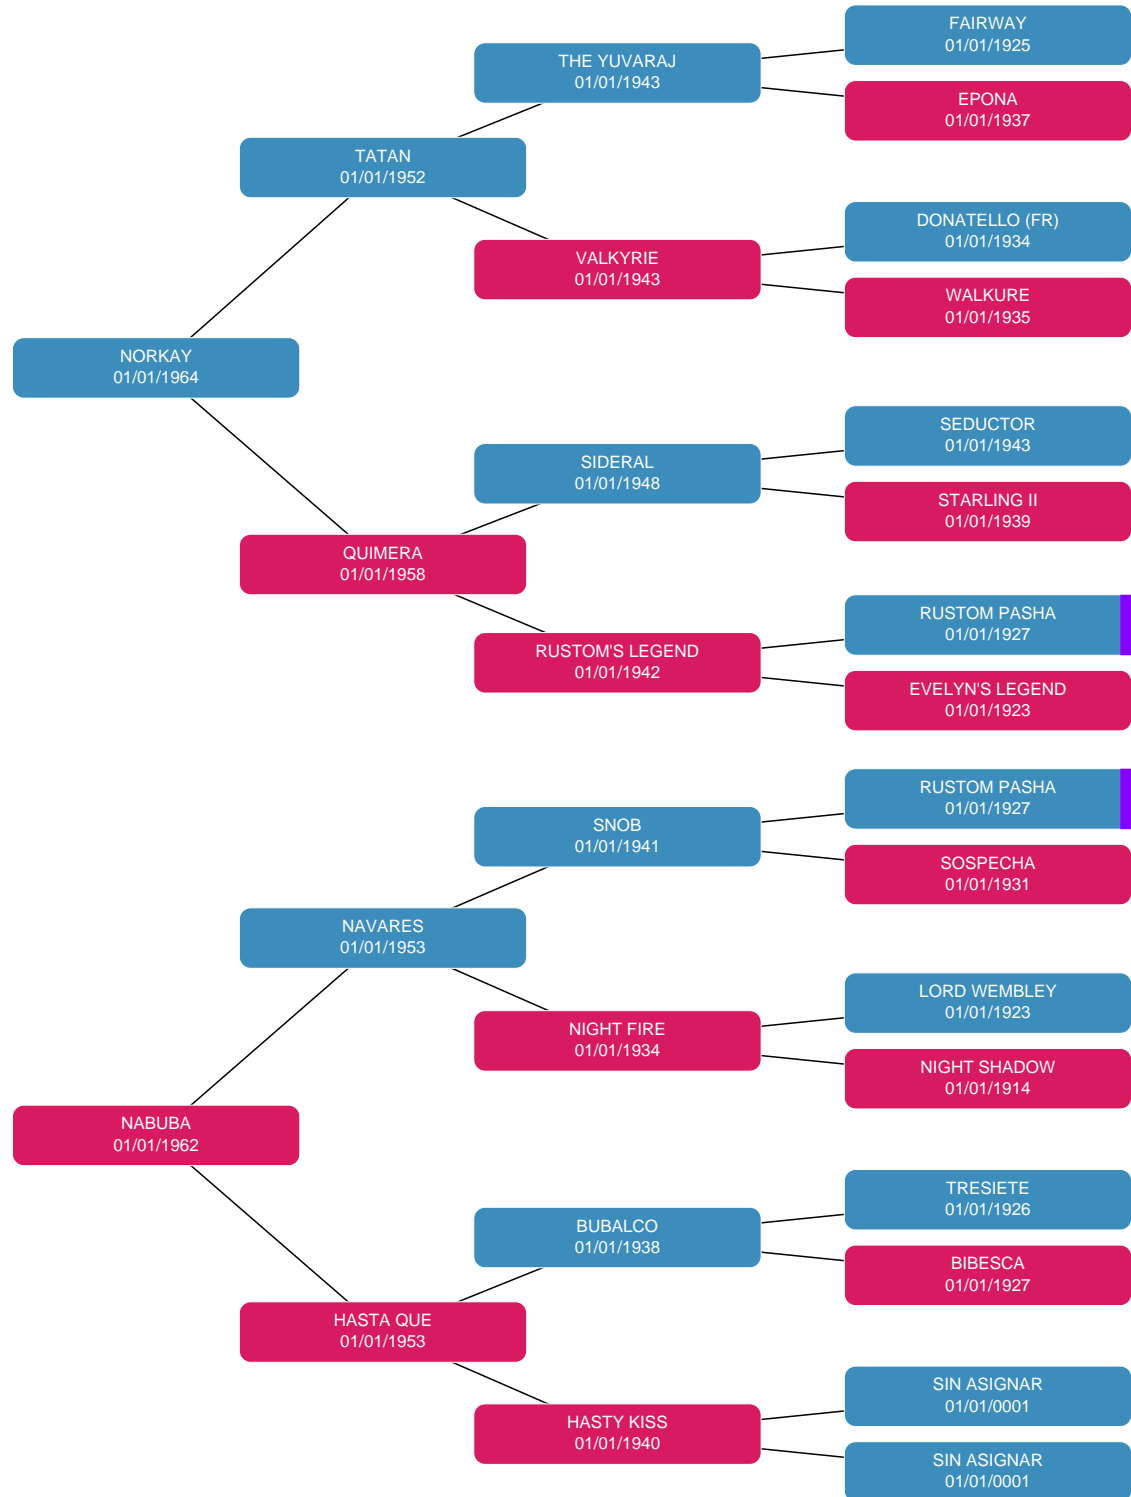 FAIRWAY
01/01/1925
THE YUVARAJ
01/01/1943
EPONA
01/01/1937
TATAN
01/01/1952
DONATELLO (FR)
01/01/1934
VALKYRIE
01/01/1943
WALKURE
01/01/1935
NORKAY
01/01/1964
SEDUCTOR
01/01/1943
SIDERAL
01/01/1948
STARLING II
01/01/1939
QUIMERA
01/01/1958
RUSTOM PASHA
01/01/1927
RUSTOM'S LEGEND
01/01/1942
EVELYN'S LEGEND
01/01/1923
RUSTOM PASHA
01/01/1927
SNOB
01/01/1941
SOSPECHA
01/01/1931
NAVARES
01/01/1953
LORD WEMBLEY
01/01/1923
NIGHT FIRE
01/01/1934
NIGHT SHADOW
01/01/1914
NABUBA
01/01/1962
TRESIETE
01/01/1926
BUBALCO
01/01/1938
BIBESCA
01/01/1927
HASTA QUE
01/01/1953
SIN ASIGNAR
01/01/0001
HASTY KISS
01/01/1940
SIN ASIGNAR
01/01/0001